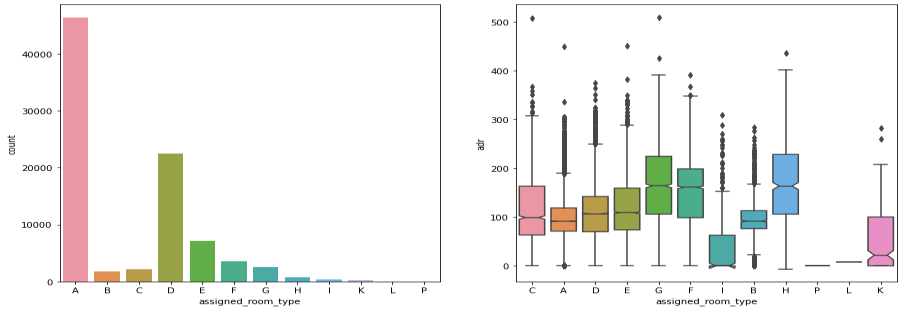 40000
30000
20000
10000
0
count
A B C D E F G H I K L P
assigned_room_type
500
400
300
200
100
0
adr
C A D E G F I B H P L K
assigned_room_type